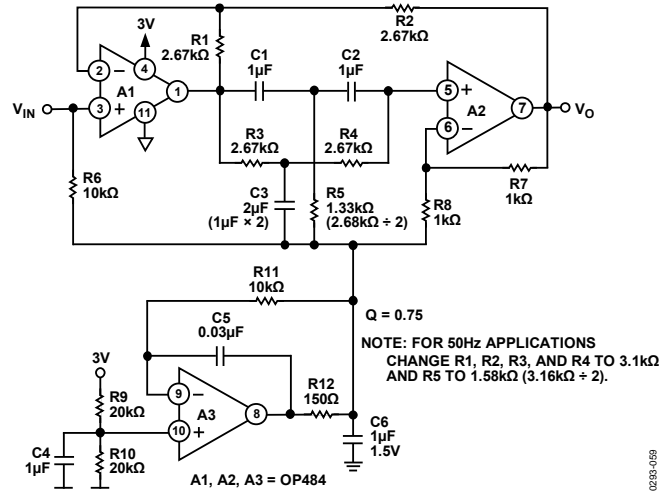 R2
2.67kΩ
3V
R1
2.67kΩ
C1
1µF
C2
1µF
2
−
4
A1
1
3
+
11
VIN
5
+
A2
7
VO
6
−
R3
2.67kΩ
R4
2.67kΩ
R6
10kΩ
R7
1kΩ
R8
1kΩ
C3
2µF
(1µF × 2)
R5
1.33kΩ
(2.68kΩ ÷ 2)
R11
10kΩ
C5
0.03µF
Q = 0.75
NOTE: FOR 50Hz APPLICATIONS
CHANGE R1, R2, R3, AND R4 TO 3.1kΩ
AND R5 TO 1.58kΩ (3.16kΩ ÷ 2).
3V
R9
20kΩ
9
−
A3
8
10
+
R12
150Ω
C4
1µF
R10
20kΩ
C6
1µF
1.5V
A1, A2, A3 = OP484
0293-059